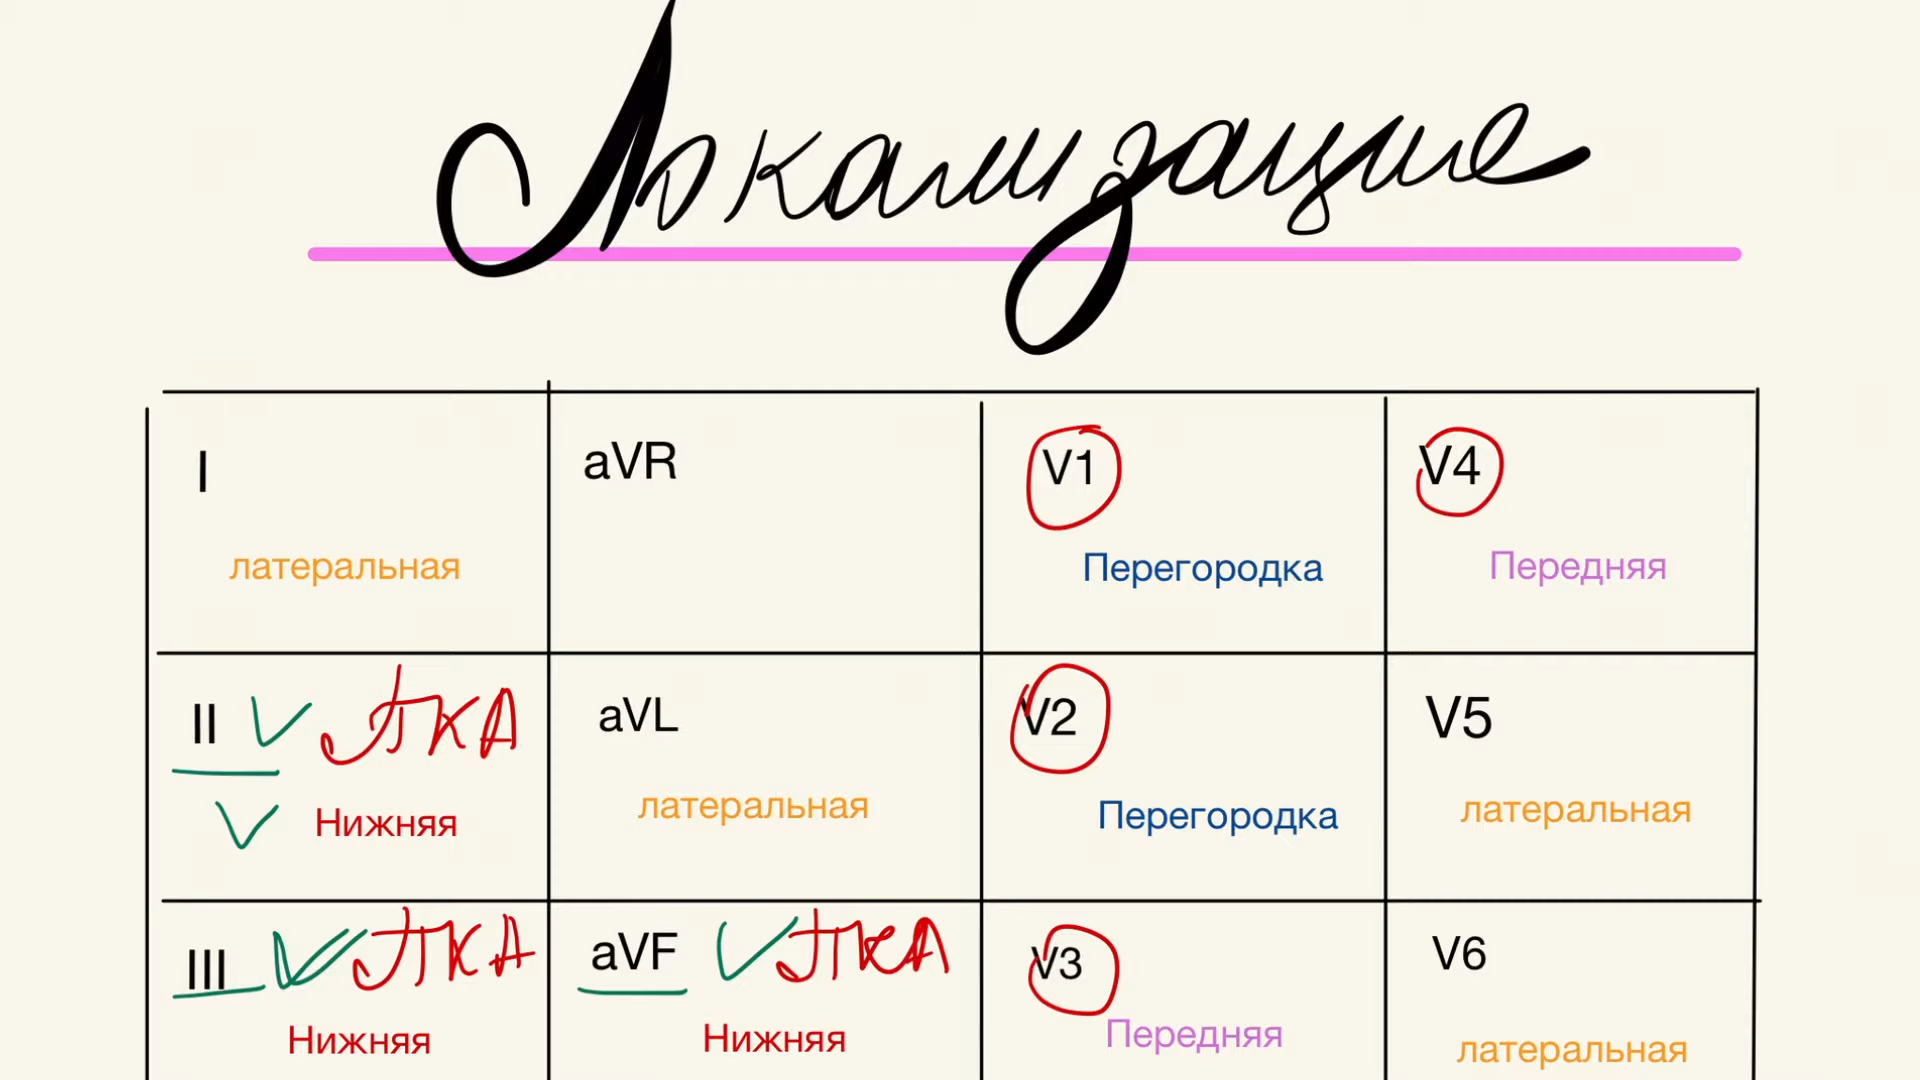 Локализация
I aVR V1 V4
латеральная Перегородка Передняя
II ПКА aVL V2 V5
Нижняя латеральная Перегородка латеральная
III ПКА aVF ПКА V3 V6
Нижняя Нижняя Передняя латеральная